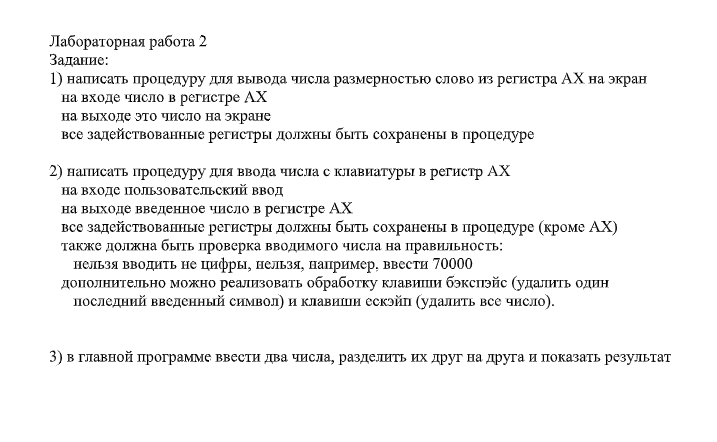 Лабораторная работа 2
Задание:
1) написать процедуру для вывода числа размерностью слово из регистра AX на экран
на входе число в регистре AX
на выходе это число на экране
все задействованные регистры должны быть сохранены в процедуре
2) написать процедуру для ввода числа с клавиатуры в регистр AX
на входе пользовательский ввод
на выходе введенное число в регистре AX
все задействованные регистры должны быть сохранены в процедуре (кроме AX)
также должна быть проверка вводимого числа на правильность:
нельзя вводить не цифры, нельзя, например, ввести 70000
дополнительно можно реализовать обработку клавиши бэкспэйс (удалить один
последний введенный символ) и клавиши ескэйп (удалить все число).
3) в главной программе ввести два числа, разделить их друг на друга и показать результат